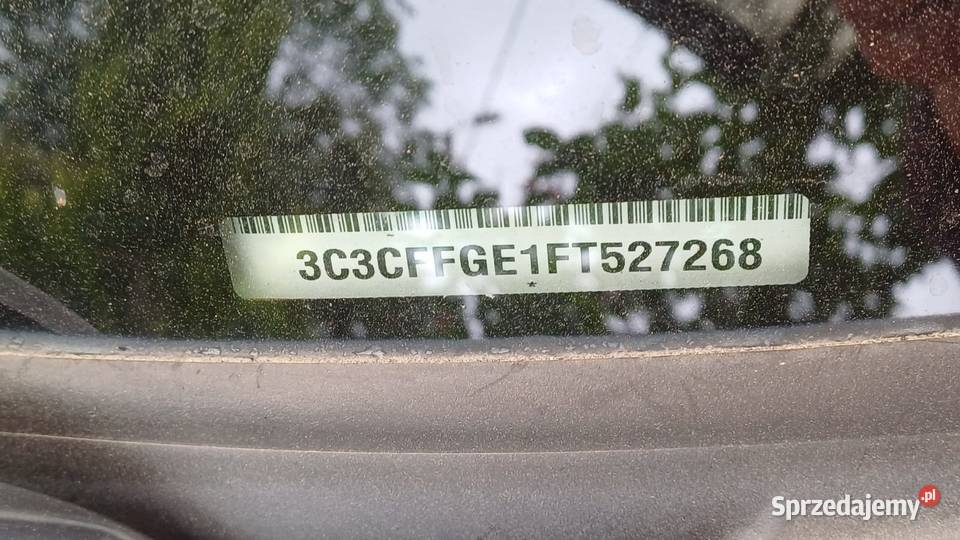 3C3CFFGE1FT527268
*
Sprzedajemy.pl